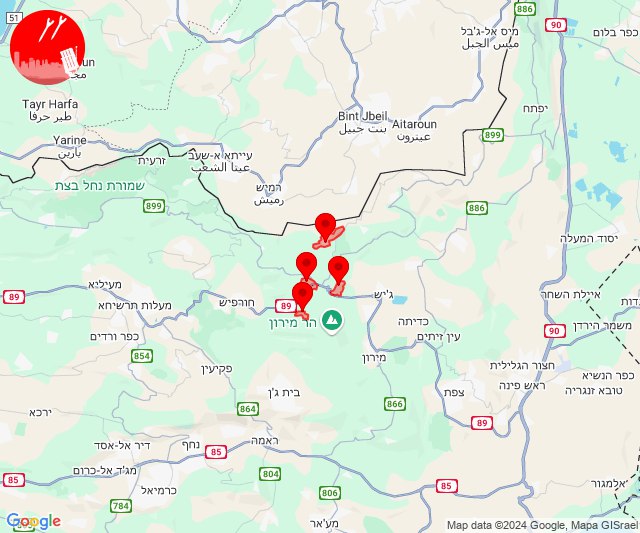 51
886
90
מיס אל-ג'בל
ميس الجبل
כפר בלום
Tayr Harfa
طير حرفا
Bint Jbeil
بنت جبيل
Aitaroun
عيترون
יפתח
899
Yarine
يارين
זרעית
עייתא א-שעב
عيتا الشعب
רמיש
رميش
שמורת נחל בצת
899
886
יסוד המעלה
מעיליא
89
מעלות תרשיחא
חורפיש
89
ג'יש
איילת השחר
הר מירון
כדיתה
עין זיתים
90
משמר הירדן
כפר ורדים
854
מירון
חצור הגלילית
כפר הנשיא
ראש פינה
טובא זנגריה
פקיעין
בית ג'ן
צפת
866
864
89
ירכא
דיר אל-אסד
נחף
ראמה
85
85
מג'ד אל-כרום
804
85
אלמגור
כרמיאל
806
784
מע'אר
805
Google
Map data ©2024 Google, Mapa GISrael